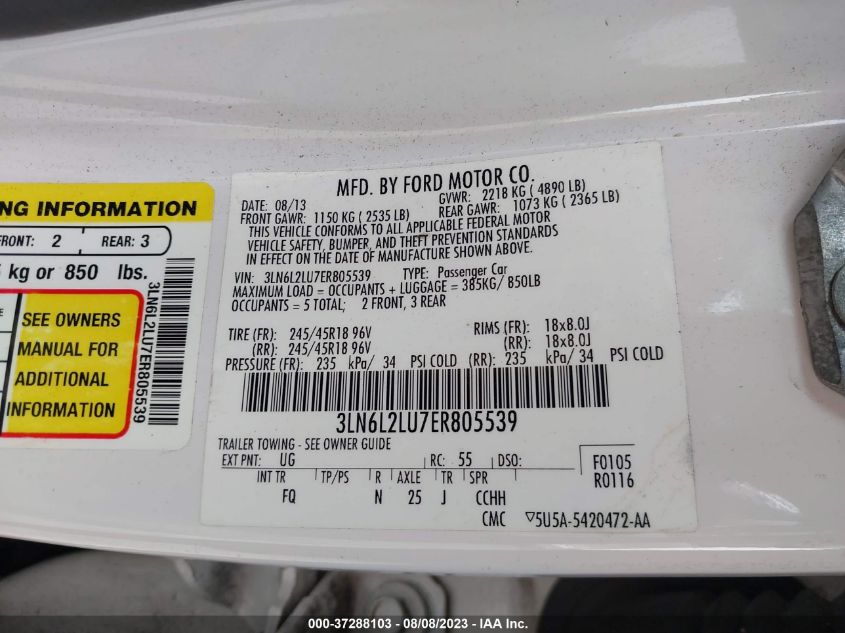 NG INFORMATION
FRONT: 2 REAR: 3
kg or 850 lbs.
SEE OWNERS
MANUAL FOR
ADDITIONAL
INFORMATION
3LN6L2LU7ER805539
MFD. BY FORD MOTOR CO.
DATE: 08/13 GVWR: 2218 KG ( 4890 LB)
FRONT GAWR: 1150 KG ( 2535 LB) REAR GAWR: 1073 KG ( 2365 LB)
THIS VEHICLE CONFORMS TO ALL APPLICABLE FEDERAL MOTOR
VEHICLE SAFETY, BUMPER, AND THEFT PREVENTION STANDARDS
IN EFFECT ON THE DATE OF MANUFACTURE SHOWN ABOVE.
VIN: 3LN6L2LU7ER805539 TYPE: Passenger Car
MAXIMUM LOAD = OCCUPANTS + LUGGAGE = 385KG/ 850LB
OCCUPANTS = 5 TOTAL; 2 FRONT, 3 REAR
TIRE (FR): 245/45R18 96V RIMS (FR): 18x8.0J
(RR): 245/45R18 96V (RR): 18x8.0J
PRESSURE (FR): 235 kPa/ 34 PSI COLD (RR): 235 kPa/ 34 PSI COLD
3LN6L2LU7ER805539
TRAILER TOWING - SEE OWNER GUIDE
EXT PNT: UG RC: 55 DSO: F0105
R0116
INT TR TP/PS R AXLE TR SPR
FQ N 25 J CCHH
CMC ▽5U5A-5420472-AA
000-37288103 - 08/08/2023 - IAA Inc.